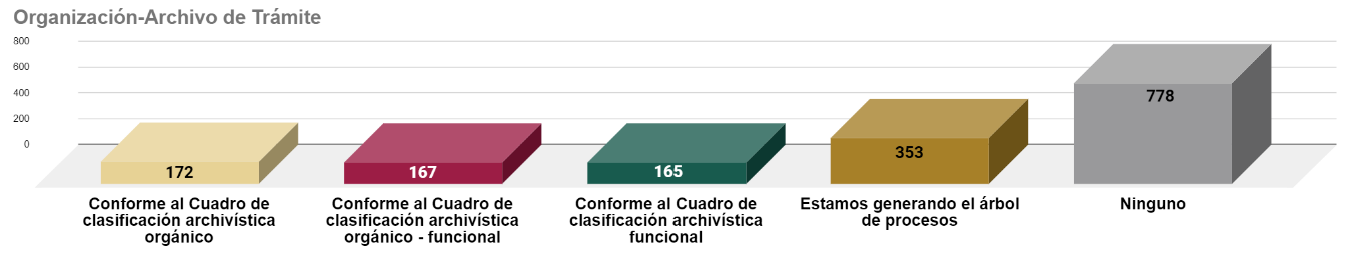 Organización-Archivo de Trámite
800
600
400
200
0
172
167
165
353
778
Conforme al Cuadro de
clasificación archivística
orgánico
Conforme al Cuadro de
clasificación archivística
orgánico - funcional
Conforme al Cuadro de
clasificación archivística
funcional
Estamos generando el árbol
de procesos
Ninguno